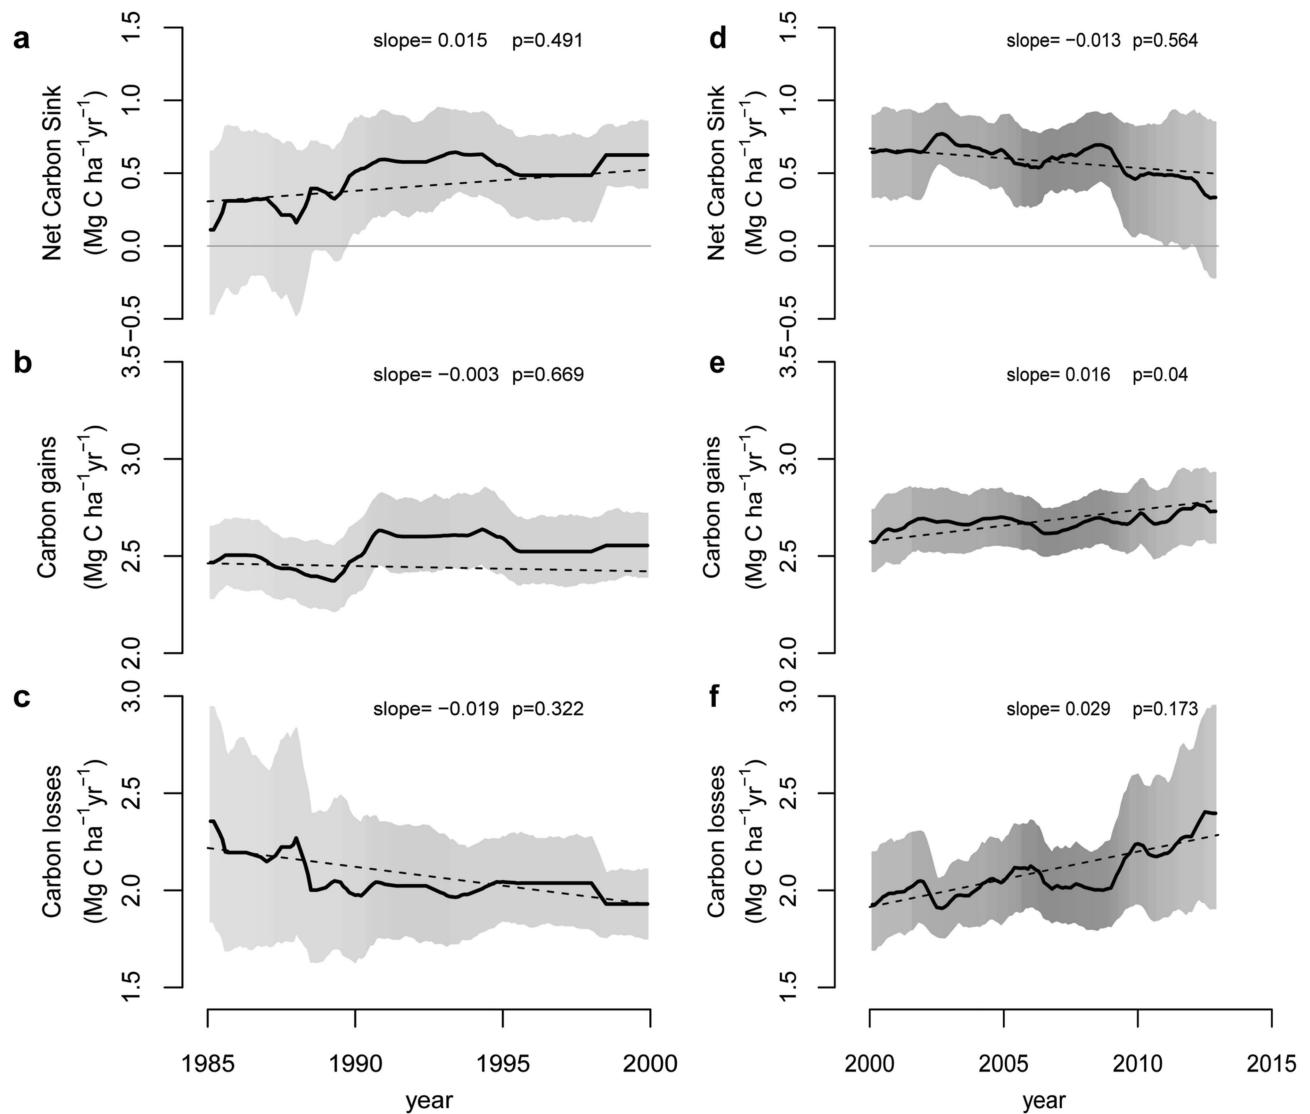 a
slope= 0.015 p=0.491
Net Carbon Sink
(Mg C ha⁻¹yr⁻¹)
1.5
1.0
0.5
0.0
−0.5
d
slope= −0.013 p=0.564
Net Carbon Sink
(Mg C ha⁻¹yr⁻¹)
1.5
1.0
0.5
0.0
−0.5
b
slope= −0.003 p=0.669
Carbon gains
(Mg C ha⁻¹yr⁻¹)
3.5
3.0
2.5
2.0
e
slope= 0.016 p=0.04
Carbon gains
(Mg C ha⁻¹yr⁻¹)
3.5
3.0
2.5
2.0
c
slope= −0.019 p=0.322
Carbon losses
(Mg C ha⁻¹yr⁻¹)
3.0
2.5
2.0
1.5
f
slope= 0.029 p=0.173
Carbon losses
(Mg C ha⁻¹yr⁻¹)
3.0
2.5
2.0
1.5
1985 1990 1995 2000
year
2000 2005 2010 2015
year